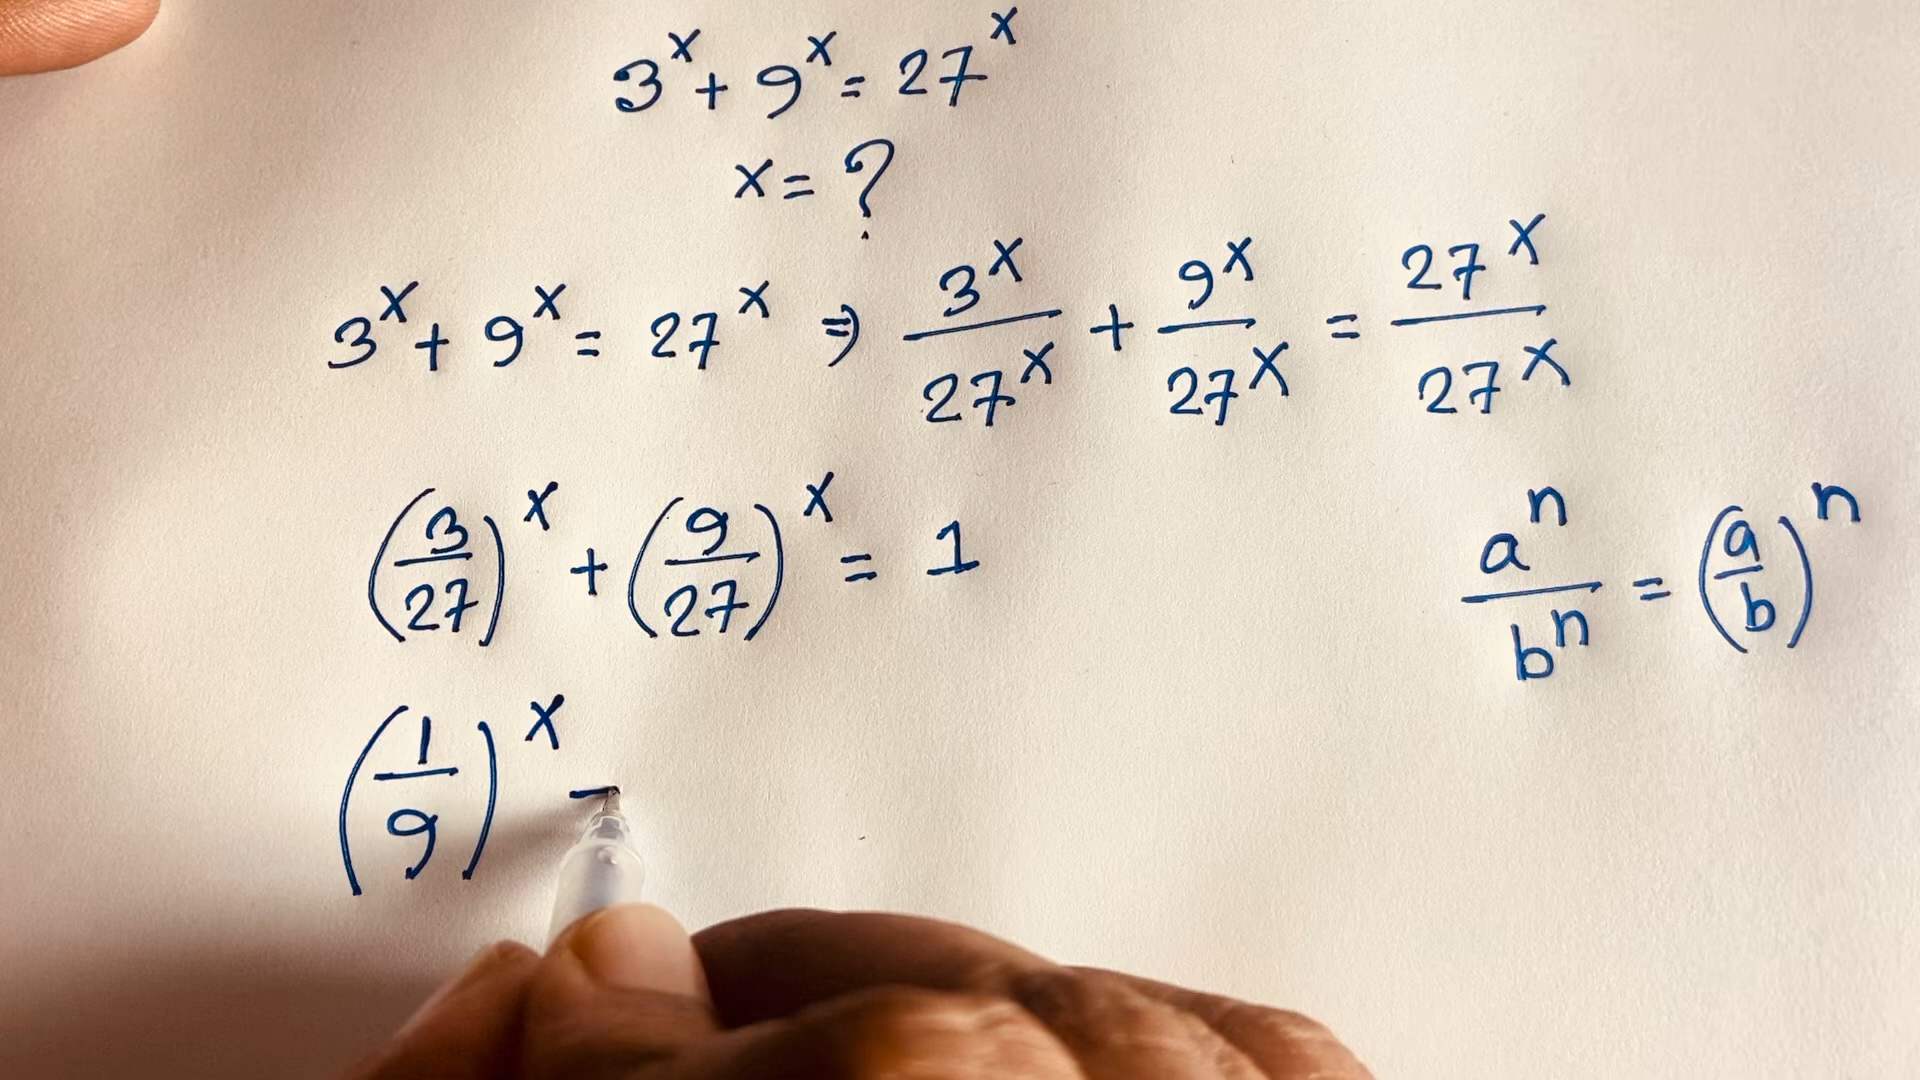 3^x + 9^x = 27^x
x = ?
3^x + 9^x = 27^x ⇒ 3^x/27^x + 9^x/27^x = 27^x/27^x
(3/27)^x + (9/27)^x = 1
a^n/b^n = (a/b)^n
(1/9)^x -